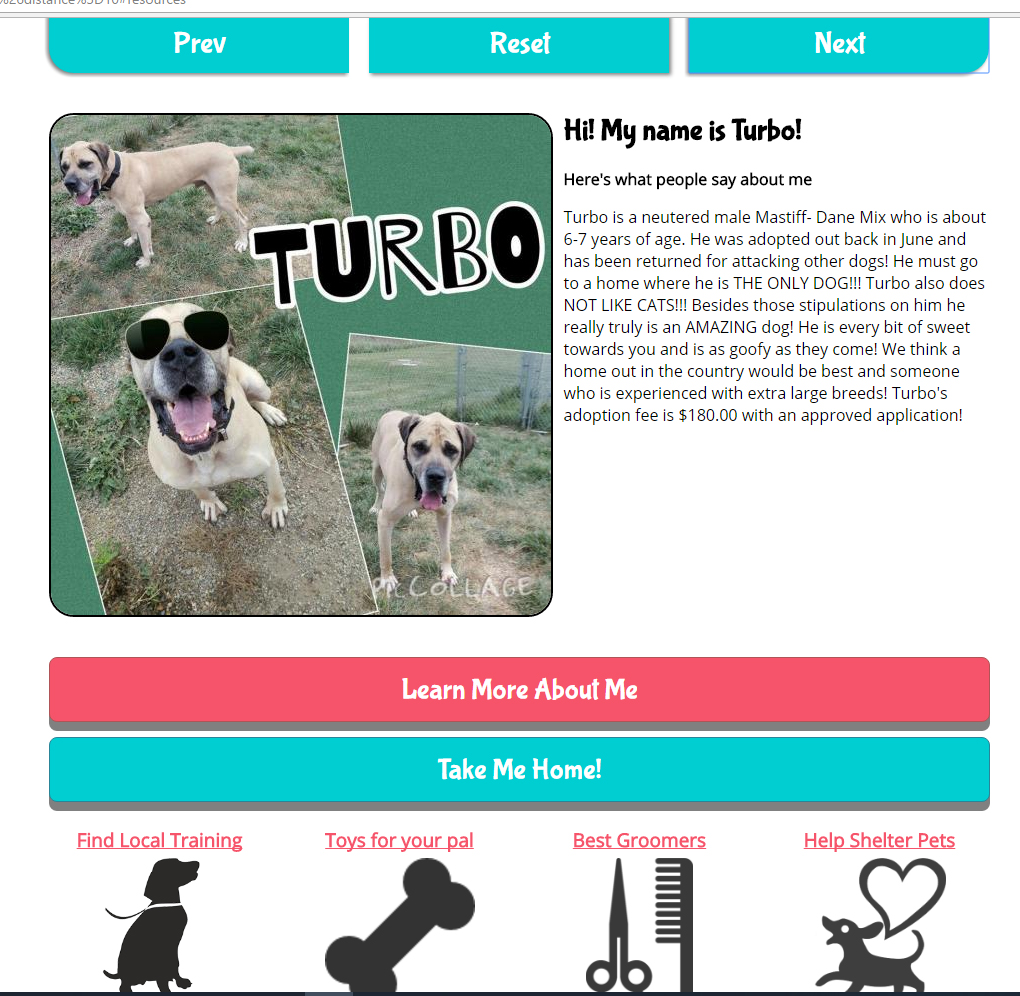 Prev
Reset
Next
Hi! My name is Turbo!
TURBO
Here's what people say about me
Turbo is a neutered male Mastiff- Dane Mix who is about
6-7 years of age. He was adopted out back in June and
has been returned for attacking other dogs! He must go
to a home where he is THE ONLY DOG!!! Turbo also does
NOT LIKE CATS!!! Besides those stipulations on him he
really truly is an AMAZING dog! He is every bit of sweet
towards you and is as goofy as they come! We think a
home out in the country would be best and someone
who is experienced with extra large breeds! Turbo's
adoption fee is $180.00 with an approved application!
PIC COLLAGE
Learn More About Me
Take Me Home!
Find Local Training
Toys for your pal
Best Groomers
Help Shelter Pets